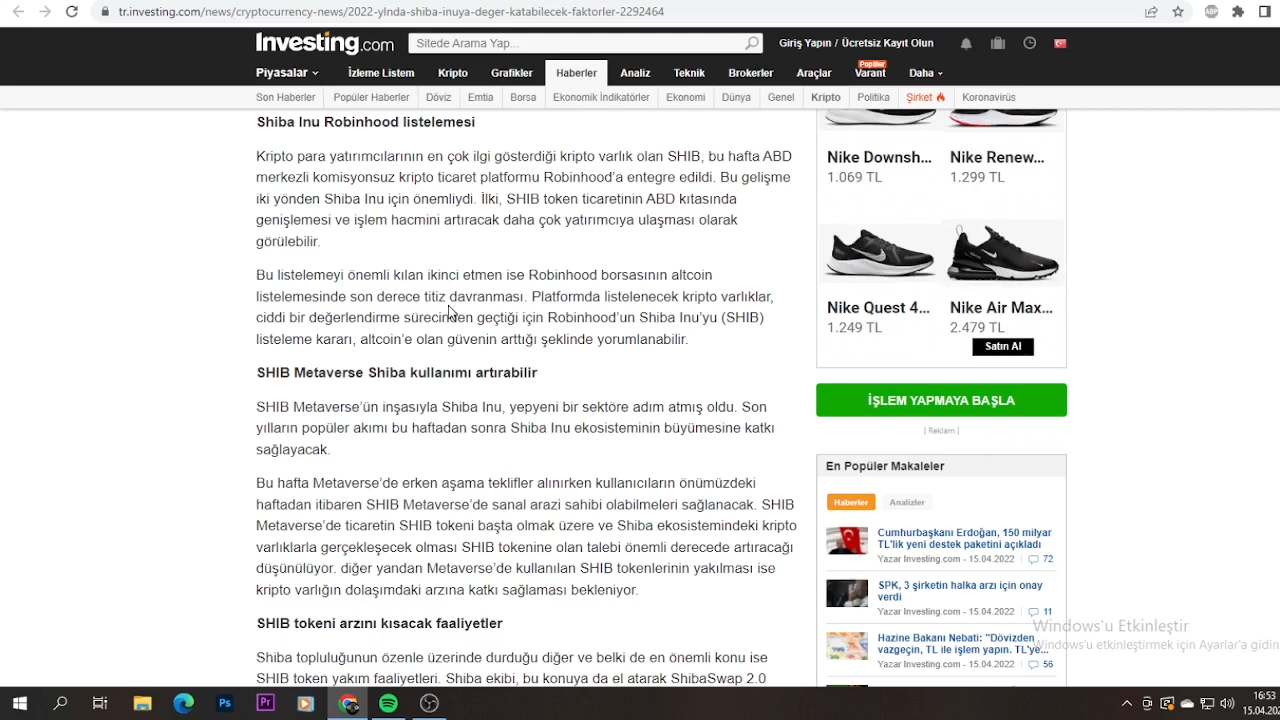 tr.investing.com/news/cryptocurrency-news/2022-ylnda-shiba-inuya-deger-katabilecek-faktorler-2292464
ABP
Investing.com
Sitede Arama Yap...
Giriş Yapın / Ücretsiz Kayıt Olun
Popüler
Piyasalar İzleme Listem Kripto Grafikler Haberler Analiz Teknik Brokerler Araçlar Varant Daha
Son Haberler Popüler Haberler Döviz Emtia Borsa Ekonomik İndikatörler Ekonomi Dünya Genel Kripto Politika Şirket Koronavirüs
Shiba Inu Robinhood listelemesi
Kripto para yatırımcılarının en çok ilgi gösterdiği kripto varlık olan SHIB, bu hafta ABD
merkezli komisyonsuz kripto ticaret platformu Robinhood'a entegre edildi. Bu gelişme
iki yönden Shiba Inu için önemliydi. İlki, SHIB token ticaretinin ABD kıtasında
genişlemesi ve işlem hacmini artıracak daha çok yatırımcıya ulaşması olarak
görülebilir.
Bu listelemeyi önemli kılan ikinci etmen ise Robinhood borsasının altcoin
listelemesinde son derece titiz davranması. Platformda listelenecek kripto varlıklar,
ciddi bir değerlendirme sürecinden geçtiği için Robinhood'un Shiba Inu'yu (SHIB)
listeleme kararı, altcoin'e olan güvenin arttığı şeklinde yorumlanabilir.
SHIB Metaverse Shiba kullanımı artırabilir
SHIB Metaverse'ün inşasıyla Shiba Inu, yepyeni bir sektöre adım atmış oldu. Son
yılların popüler akımı bu haftadan sonra Shiba Inu ekosisteminin büyümesine katkı
sağlayacak.
Bu hafta Metaverse'de erken aşama teklifler alınırken kullanıcıların önümüzdeki
haftadan itibaren SHIB Metaverse'de sanal arazi sahibi olabilmeleri sağlanacak. SHIB
Metaverse'de ticaretin SHIB tokeni başta olmak üzere ve Shiba ekosistemindeki kripto
varlıklarla gerçekleşecek olması SHIB tokenine olan talebi önemli derecede artıracağı
düşünülüyor. diğer yandan Metaverse'de kullanılan SHIB tokenlerinin yakılması ise
kripto varlığın dolaşımdaki arzına katkı sağlaması bekleniyor.
SHIB tokeni arzını kısacak faaliyetler
Shiba topluluğunun özenle üzerinde durduğu diğer ve belki de en önemli konu ise
SHIB token yakım faaliyetleri. Shiba ekibi, bu konuya da el atarak ShibaSwap 2.0
Nike Downsh... Nike Renew...
1.069 TL 1.299 TL
Nike Quest 4... Nike Air Max...
1.249 TL 2.479 TL
Satın Al
İŞLEM YAPMAYA BAŞLA
| Reklam |
En Popüler Makaleler
Haberler Analizler
Cumhurbaşkanı Erdoğan, 150 milyar
TL'lik yeni destek paketini açıkladı
Yazar Investing.com - 15.04.2022 | 72
SPK, 3 şirketin halka arzı için onay
verdi
Yazar Investing.com - 15.04.2022 | 11
Hazine Bakanı Nebati: "Dövizden
vazgeçin, TL ile işlem yapın. TL'ye...
Yazar Investing.com - 15.04.2022 | 56
Windows'u Etkinleştir
Windows'u etkinleştirmek için Ayarlar'a gidin
Ps
Pr
16:53
15.04.202